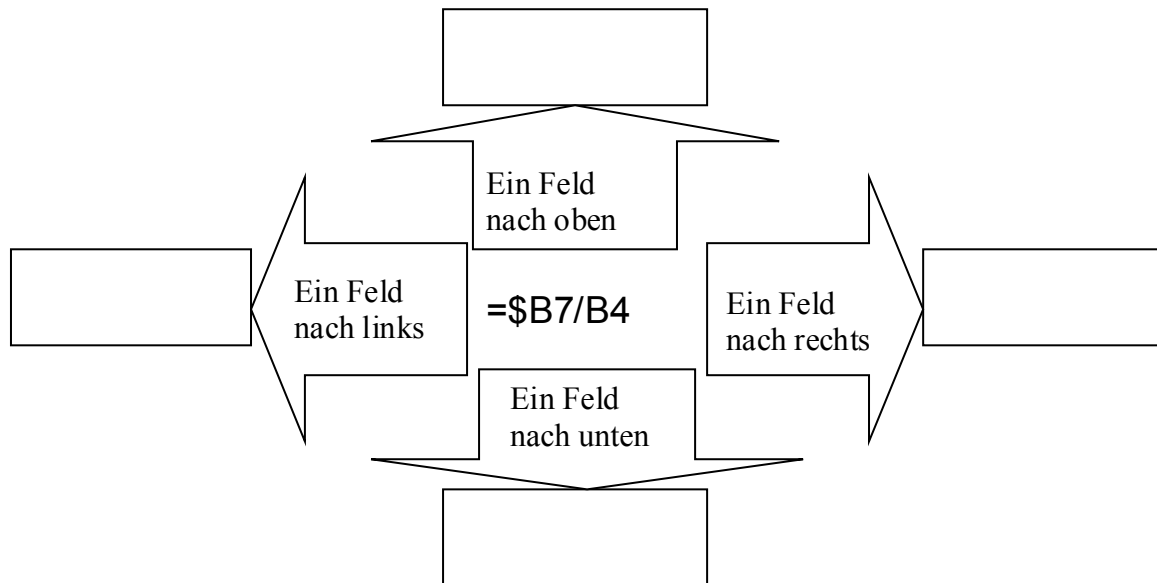 Ein Feld
nach oben
Ein Feld
nach links
=$B7/B4
Ein Feld
nach rechts
Ein Feld
nach unten